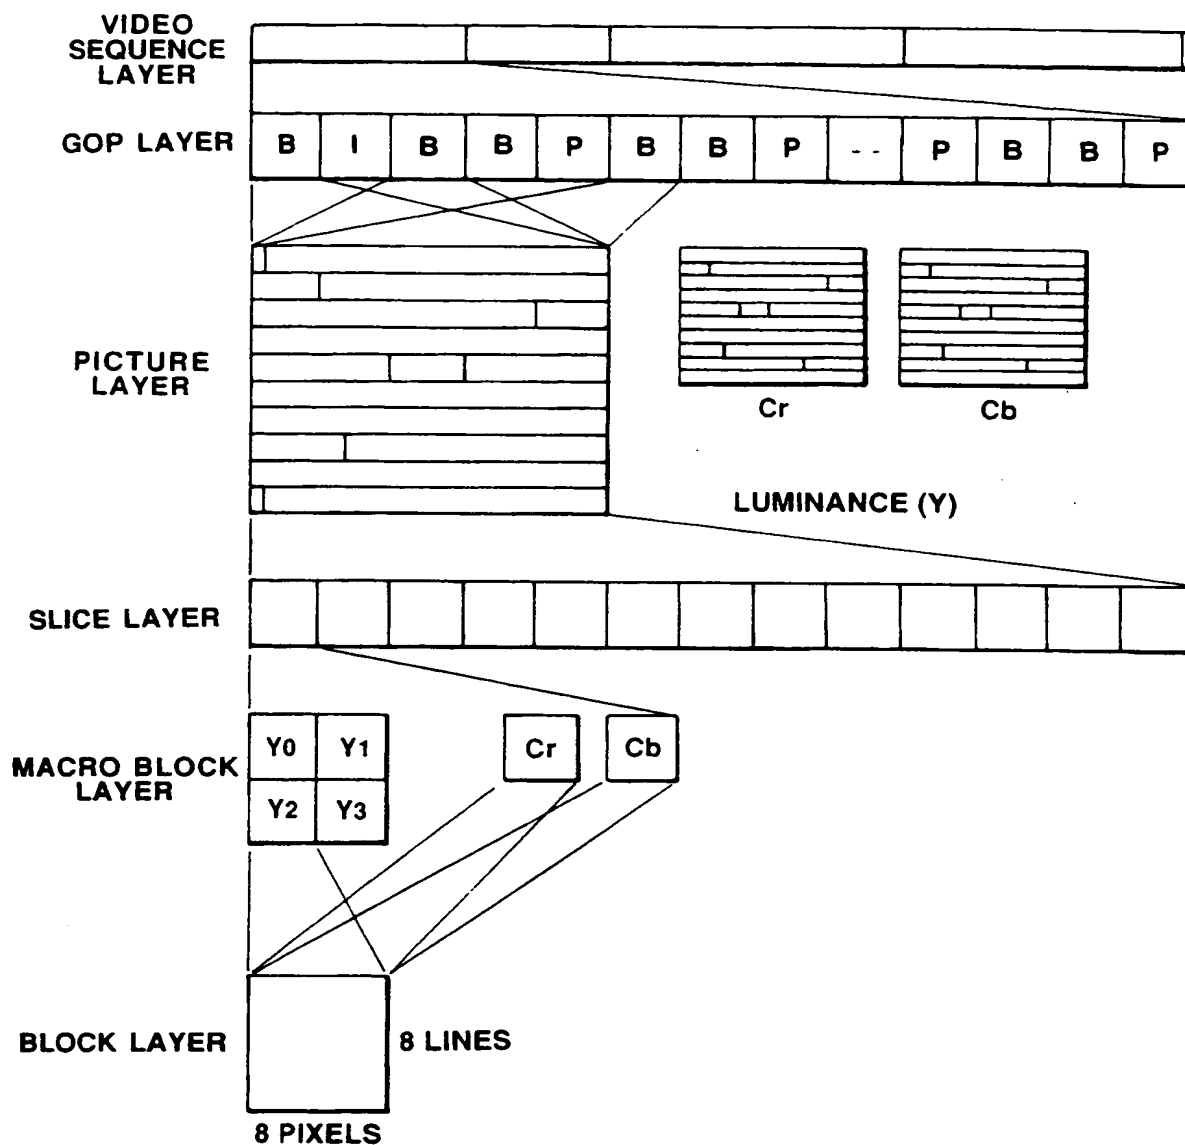 VIDEO
SEQUENCE
LAYER
GOP LAYER
B I B B P B B P - - P B B P
PICTURE
LAYER
Cr
Cb
LUMINANCE (Y)
SLICE LAYER
MACRO BLOCK
LAYER
Y0 Y1
Y2 Y3
Cr
Cb
BLOCK LAYER
8 LINES
8 PIXELS